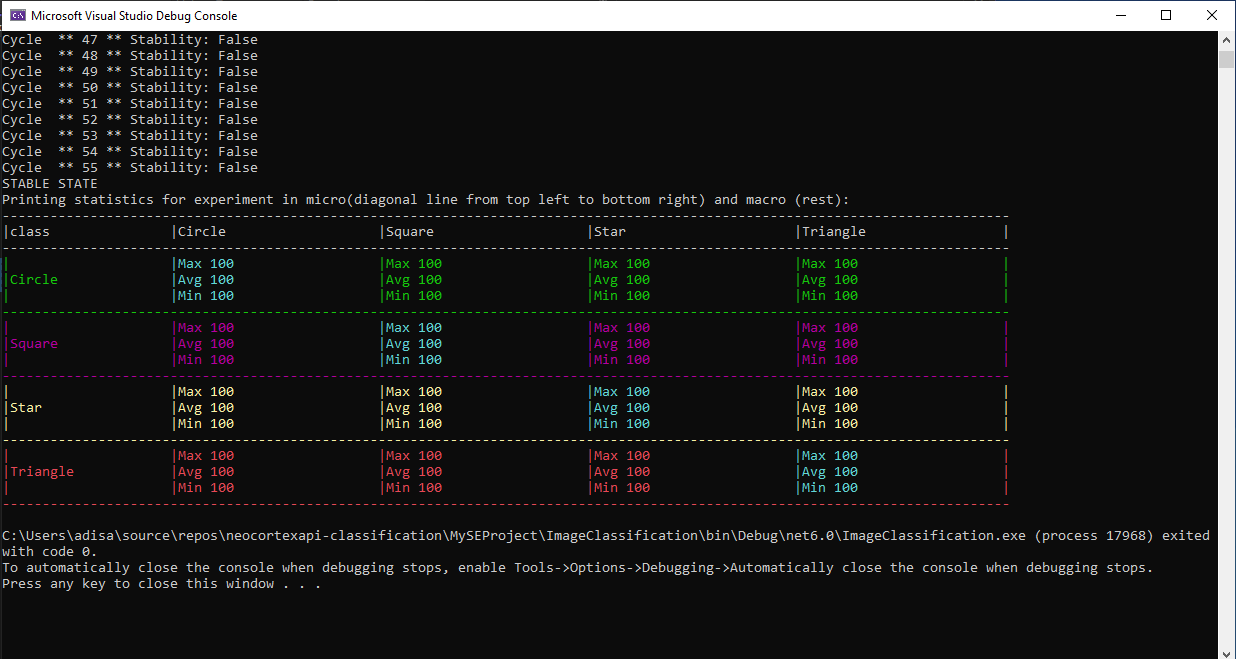 Microsoft Visual Studio Debug Console
Cycle  ** 47 ** Stability: False
Cycle  ** 48 ** Stability: False
Cycle  ** 49 ** Stability: False
Cycle  ** 50 ** Stability: False
Cycle  ** 51 ** Stability: False
Cycle  ** 52 ** Stability: False
Cycle  ** 53 ** Stability: False
Cycle  ** 54 ** Stability: False
Cycle  ** 55 ** Stability: False
STABLE STATE
Printing statistics for experiment in micro(diagonal line from top left to bottom right) and macro (rest):
------------------------------------------------------------------------------------------------------------------------------
|class               |Circle                   |Square                   |Star                     |Triangle                 |
------------------------------------------------------------------------------------------------------------------------------
|                    |Max 100                  |Max 100                  |Max 100                  |Max 100                  |
|Circle              |Avg 100                  |Avg 100                  |Avg 100                  |Avg 100                  |
|                    |Min 100                  |Min 100                  |Min 100                  |Min 100                  |
------------------------------------------------------------------------------------------------------------------------------
|                    |Max 100                  |Max 100                  |Max 100                  |Max 100                  |
|Square              |Avg 100                  |Avg 100                  |Avg 100                  |Avg 100                  |
|                    |Min 100                  |Min 100                  |Min 100                  |Min 100                  |
------------------------------------------------------------------------------------------------------------------------------
|                    |Max 100                  |Max 100                  |Max 100                  |Max 100                  |
|Star                |Avg 100                  |Avg 100                  |Avg 100                  |Avg 100                  |
|                    |Min 100                  |Min 100                  |Min 100                  |Min 100                  |
------------------------------------------------------------------------------------------------------------------------------
|                    |Max 100                  |Max 100                  |Max 100                  |Max 100                  |
|Triangle            |Avg 100                  |Avg 100                  |Avg 100                  |Avg 100                  |
|                    |Min 100                  |Min 100                  |Min 100                  |Min 100                  |
------------------------------------------------------------------------------------------------------------------------------
C:\Users\adisa\source\repos\neocortexapi-classification\MySEProject\ImageClassification\bin\Debug\net6.0\ImageClassification.exe (process 17968) exited
with code 0.
To automatically close the console when debugging stops, enable Tools->Options->Debugging->Automatically close the console when debugging stops.
Press any key to close this window . . .